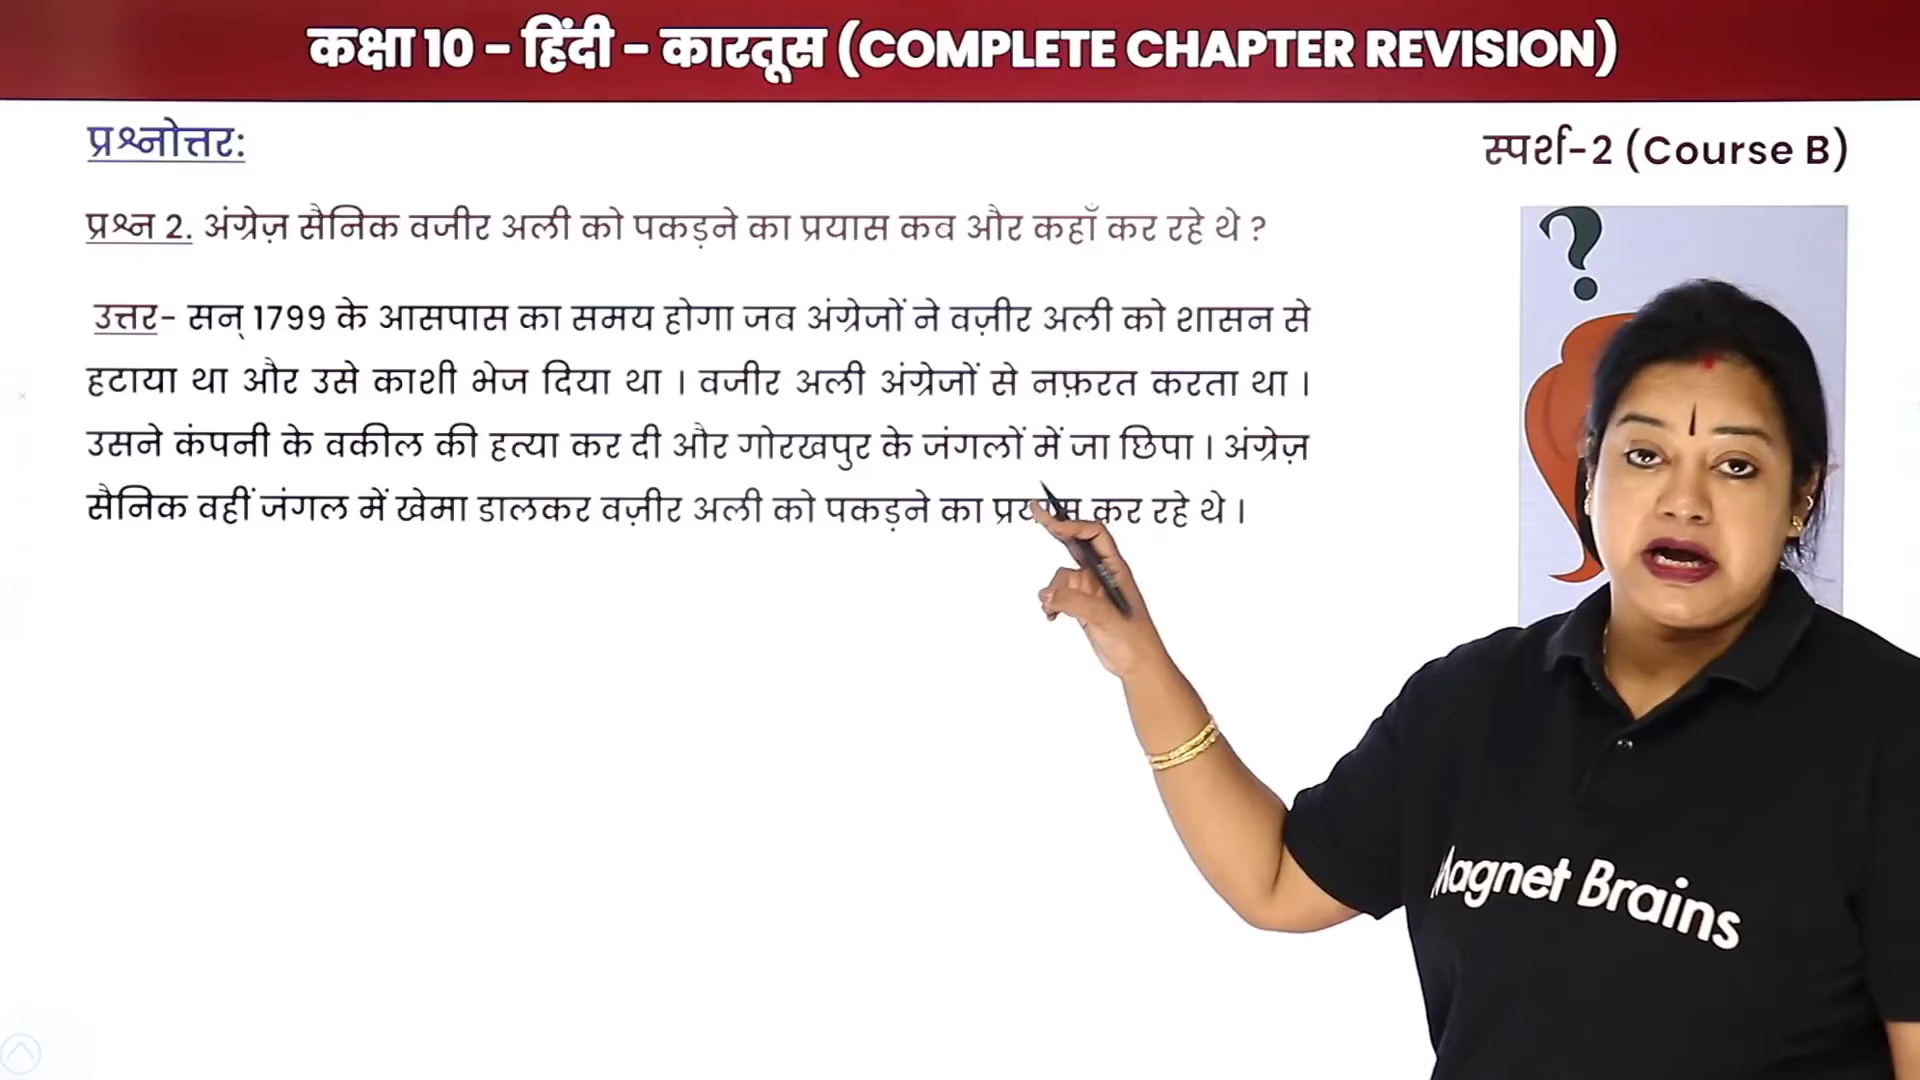 कक्षा 10 - हिंदी - कारतूस (COMPLETE CHAPTER REVISION)
प्रश्नोत्तर:
स्पर्श-2 (Course B)
प्रश्न 2. अंग्रेज़ सैनिक वजीर अली को पकड़ने का प्रयास कब और कहाँ कर रहे थे ?
उत्तर- सन् 1799 के आसपास का समय होगा जब अंग्रेजों ने वज़ीर अली को शासन से
हटाया था और उसे काशी भेज दिया था । वजीर अली अंग्रेजों से नफ़रत करता था ।
उसने कंपनी के वकील की हत्या कर दी और गोरखपुर के जंगलों में जा छिपा । अंग्रेज़
सैनिक वहीं जंगल में खेमा डालकर वज़ीर अली को पकड़ने का प्रयास कर रहे थे ।
?
Magnet Brains